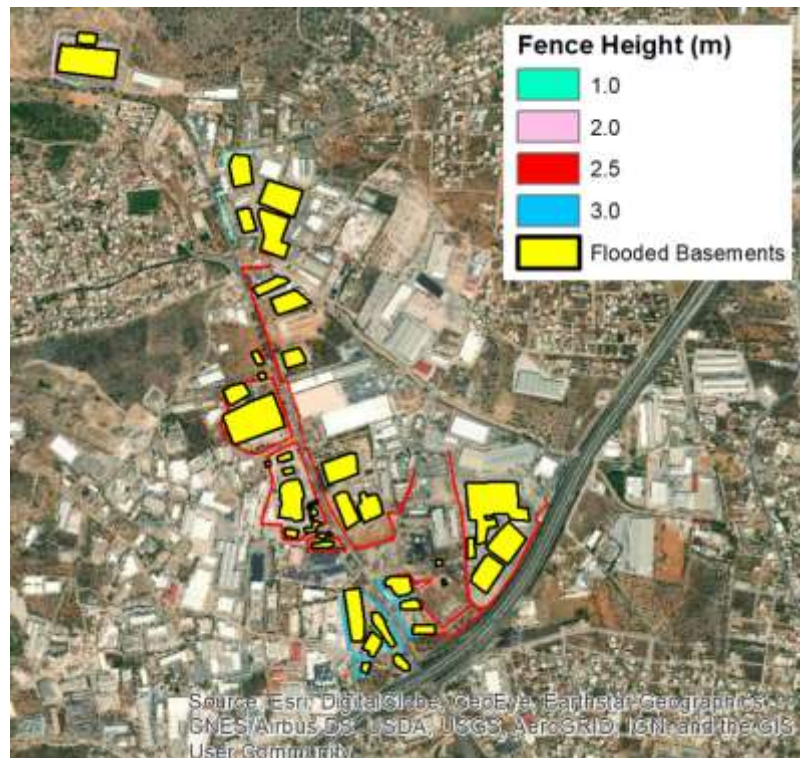 Fence Height (m)
1.0
2.0
2.5
3.0
Flooded Basements
Source: Esri, DigitalGlobe, GeoEye, Earthstar Geographics,
CNES/Airbus DS, USDA, USGS, AeroGRID, IGN, and the GIS
User Community